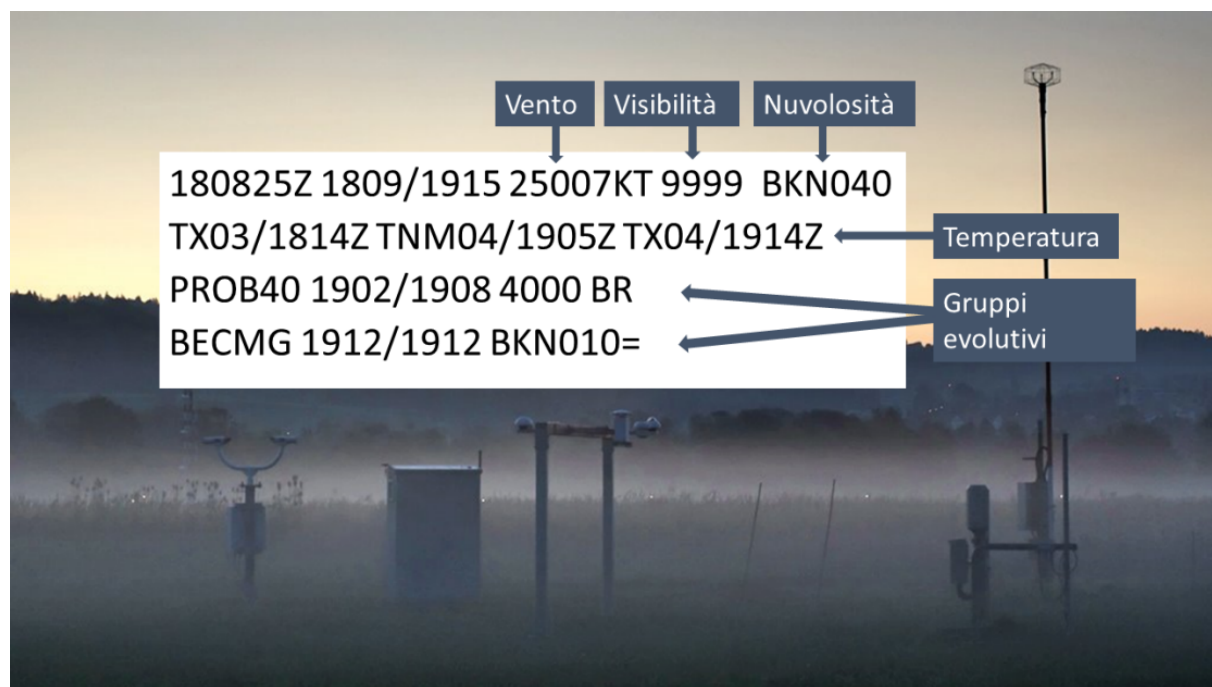 Vento Visibilità Nuvolosità
180825Z 1809/1915 25007KT 9999 BKN040
TX03/1814Z TNM04/1905Z TX04/1914Z
Temperatura
PROB40 1902/1908 4000 BR
BECMG 1912/1912 BKN010=
Gruppi
evolutivi